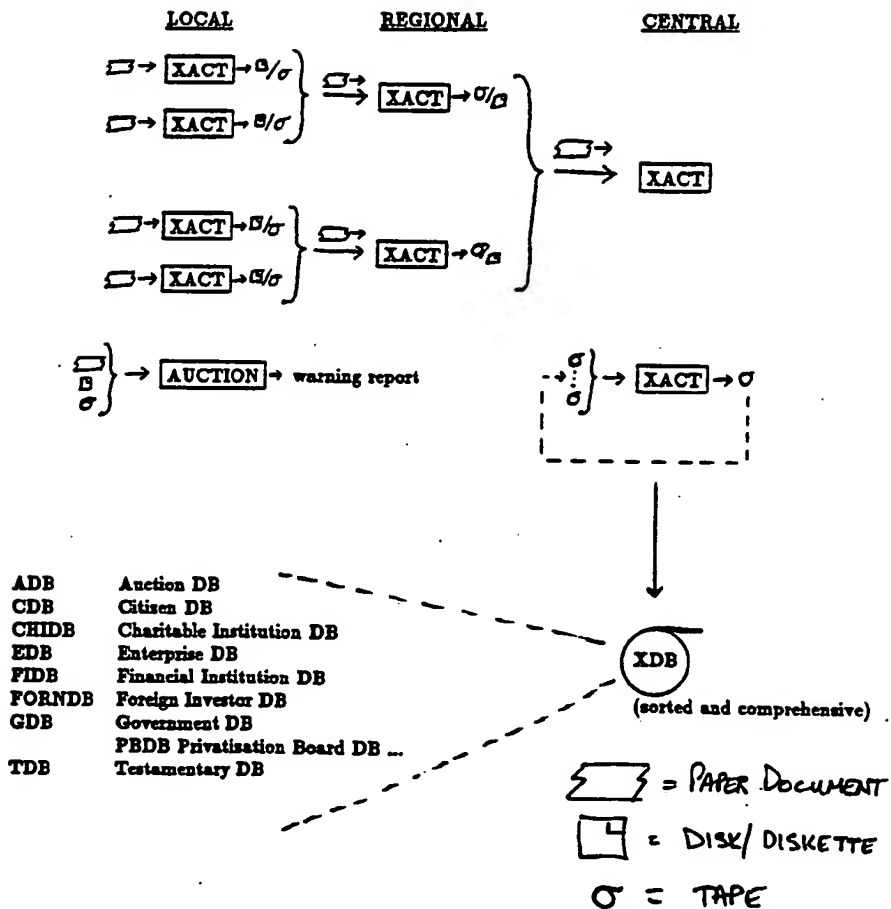 LOCAL REGIONAL CENTRAL
XACT /σ
XACT σ/
XACT /σ
XACT
XACT /σ
XACT σ/
XACT /σ
AUCTION warning report
σ
σ
σ
XACT σ
ADB Auction DB
CDB Citisen DB
CHIDB Charitable Institution DB
EDB Enterprise DB
FIDB Financial Institution DB
FORNDB Foreign Investor DB
GDB Government DB
PBDB Privatisation Board DB ...
TDB Testamentary DB
XDB
(sorted and comprehensive)
= PAPER DOCUMENT
= DISK/DISKETTE
σ = TAPE